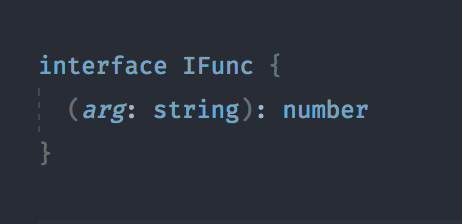 interface IFunc {
(arg: string): number
}